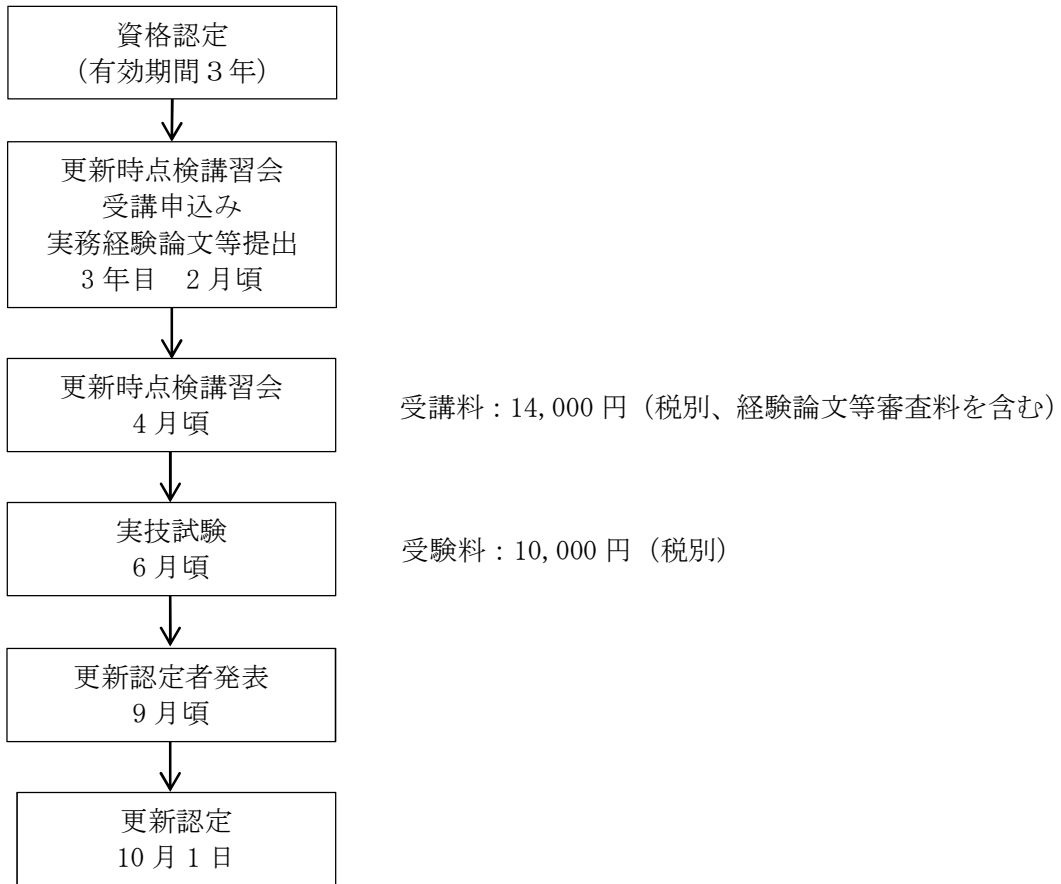 資格認定
（有効期間３年）
更新時点検講習会
受講申込み
実務経験論文等提出
3 年目　2 月頃
更新時点検講習会
4 月頃
受講料：14,000 円（税別、経験論文等審査料を含む）
実技試験
6 月頃
受験料：10,000 円（税別）
更新認定者発表
9 月頃
更新認定
10 月 1 日